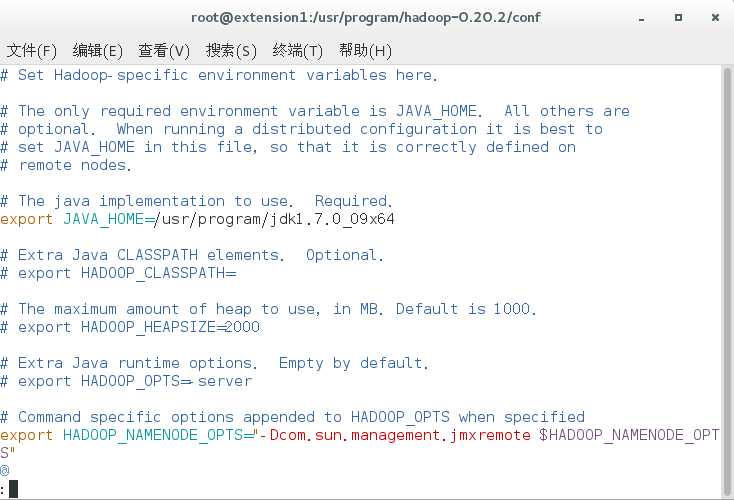 root@extension1:/usr/program/hadoop-0.20.2/conf
文件(F) 编辑(E) 查看(V) 搜索(S) 终端(T) 帮助(H)
# Set Hadoop-specific environment variables here.
# The only required environment variable is JAVA_HOME.  All others are
# optional.  When running a distributed configuration it is best to
# set JAVA_HOME in this file, so that it is correctly defined on
# remote nodes.
# The java implementation to use.  Required.
export JAVA_HOME=/usr/program/jdk1.7.0_09x64
# Extra Java CLASSPATH elements.  Optional.
# export HADOOP_CLASSPATH=
# The maximum amount of heap to use, in MB. Default is 1000.
# export HADOOP_HEAPSIZE=2000
# Extra Java runtime options.  Empty by default.
# export HADOOP_OPTS=-server
# Command specific options appended to HADOOP_OPTS when specified
export HADOOP_NAMENODE_OPTS="-Dcom.sun.management.jmxremote $HADOOP_NAMENODE_OPT
S"
@
: